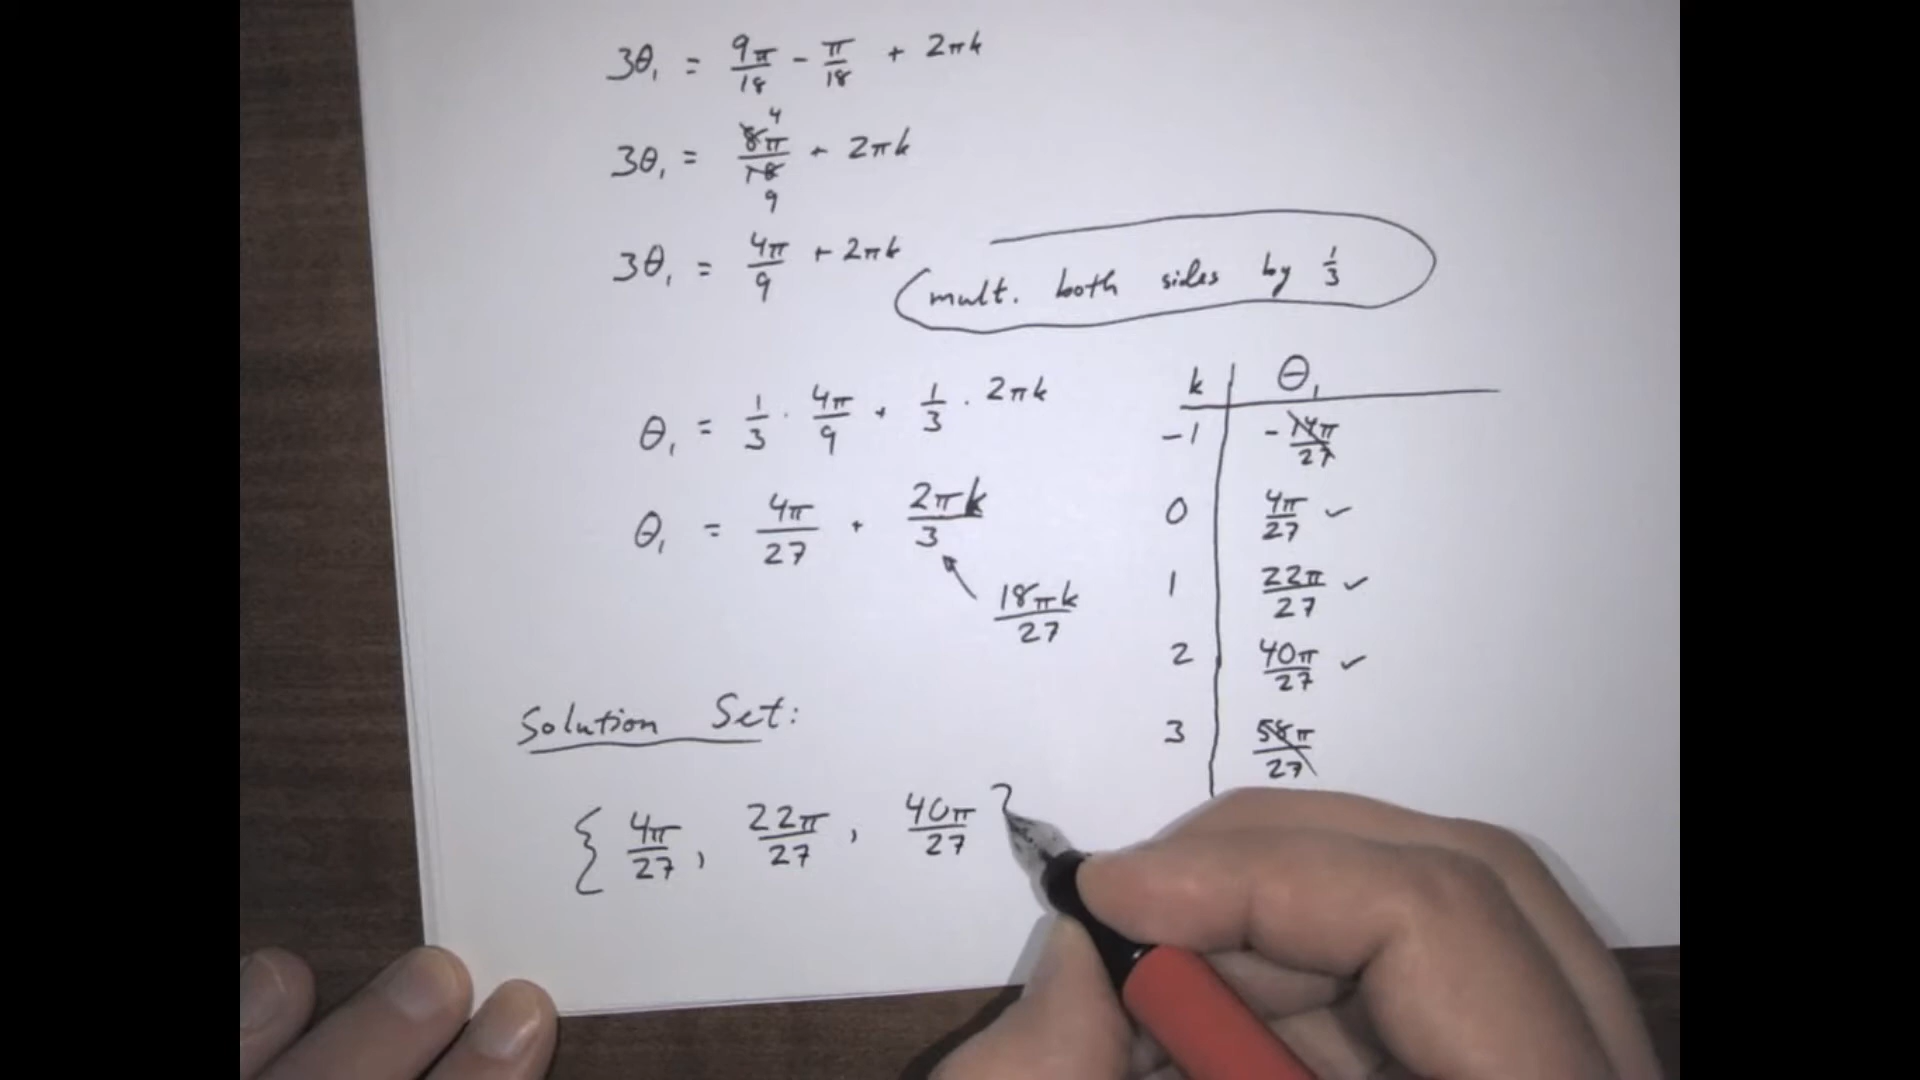 3θ₁ = 9π/18 - π/18 + 2πk
3θ₁ = 8π/18 + 2πk
4
9
3θ₁ = 4π/9 + 2πk
mult. both sides by 1/3
θ₁ = 1/3 · 4π/9 + 1/3 · 2πk
θ₁ = 4π/27 + 2πk/3
18πk/27
k θ₁
-1 -14π/27
0 4π/27 ✓
1 22π/27 ✓
2 40π/27 ✓
3 58π/27
Solution Set:
{ 4π/27, 22π/27, 40π/27 }